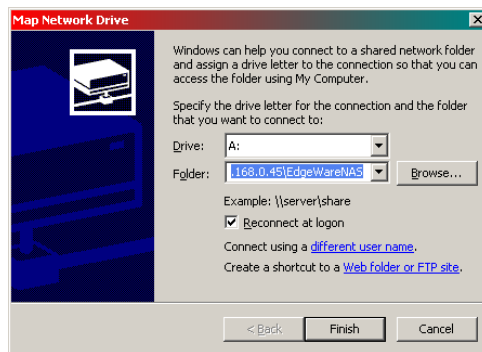 Map Network Drive
Windows can help you connect to a shared network folder
and assign a drive letter to the connection so that you can
access the folder using My Computer.
Specify the drive letter for the connection and the folder
that you want to connect to:
Drive: A:
Folder: .168.0.45\EdgeWareNAS Browse...
Example: \\server\share
Reconnect at logon
Connect using a different user name.
Create a shortcut to a Web folder or FTP site.
< Back Finish Cancel